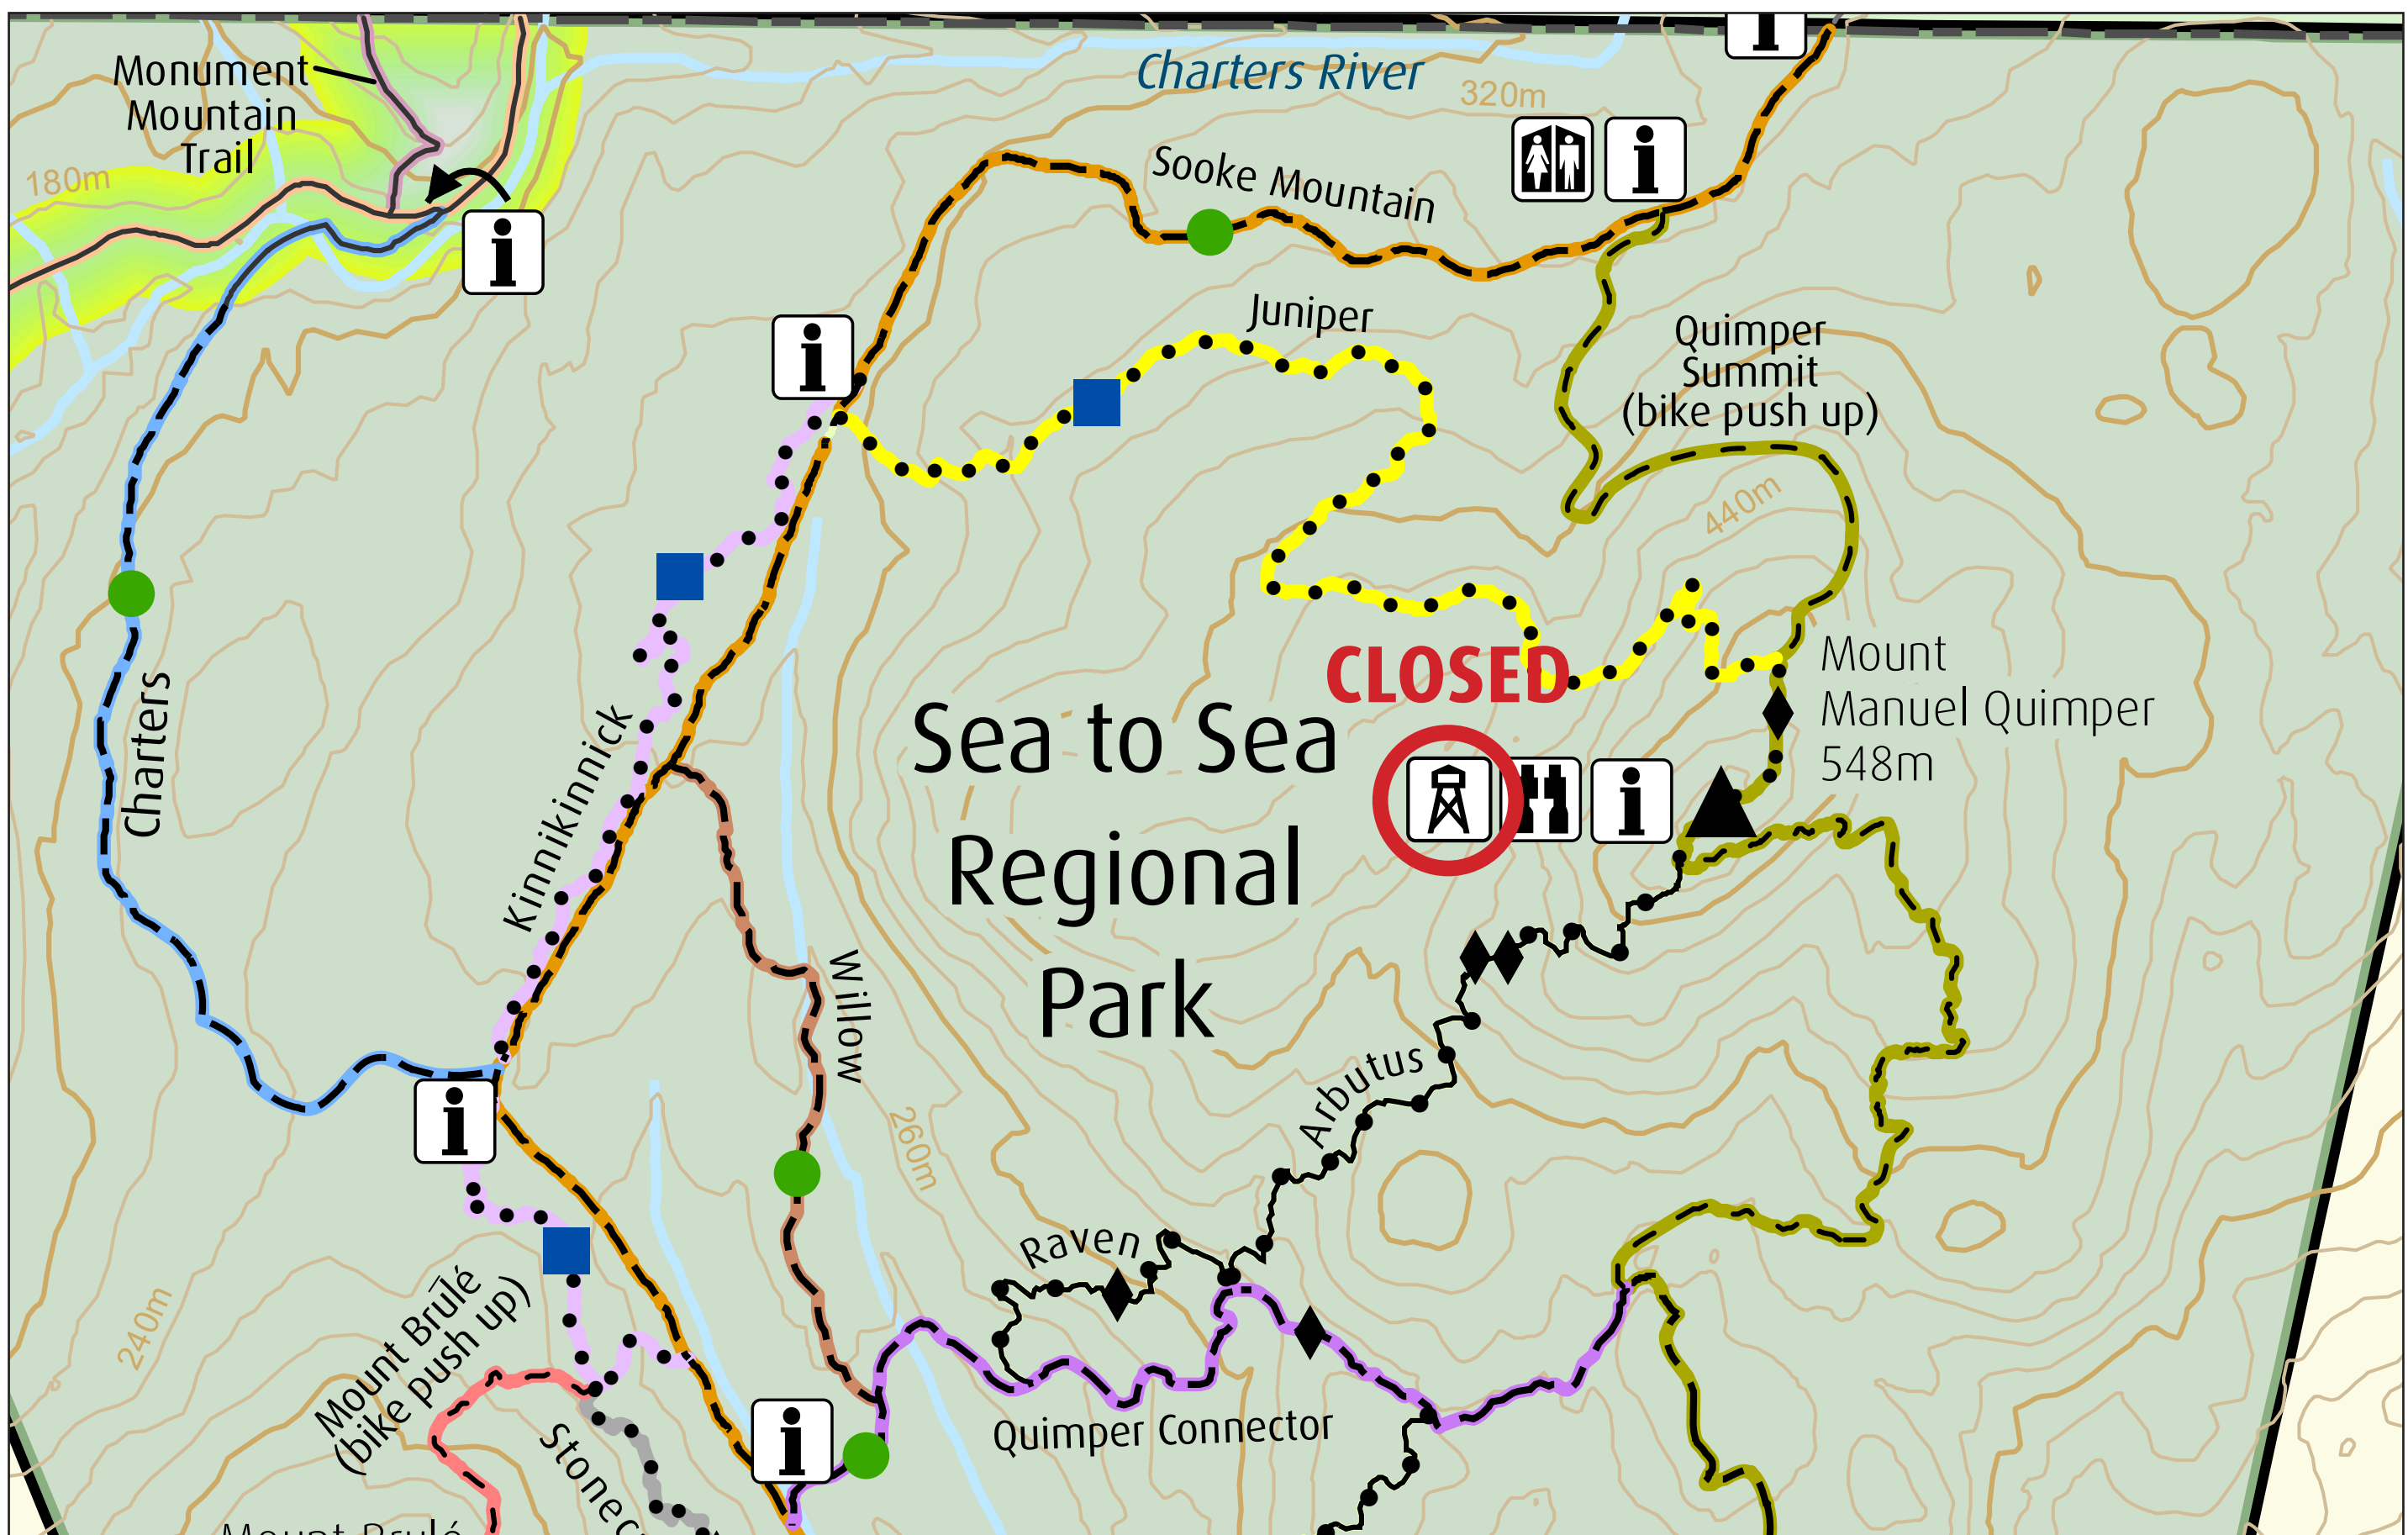 Monument
Mountain
Trail
180m
Charters River
320m
Sooke Mountain
Juniper
Quimper
Summit
(bike push up)
440m
CLOSED
Mount
Manuel Quimper
548m
Sea to Sea
Regional
Park
Charters
Kinnikinnick
Willow
260m
Arbutus
Raven
240m
Mount Brûlé
(bike push up)
Quimper Connector
Mount Brulé